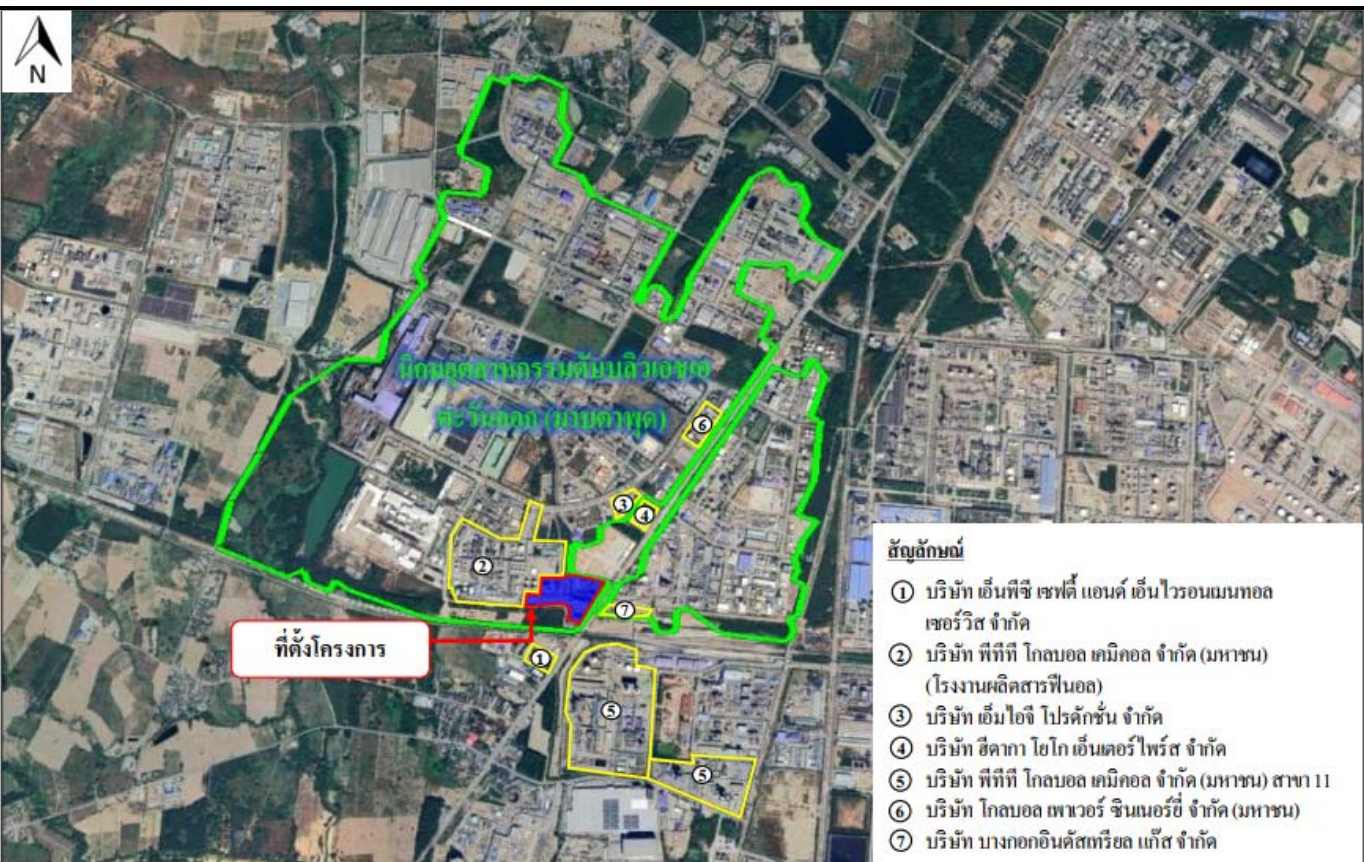 N
นิคมอุตสาหกรรมดับบลิวเอชเอ
ตะวันออก (มาบตาพุด)
⑥
③
④
②
⑦
ที่ตั้งโครงการ
①
⑤
⑤
สัญลักษณ์
① บริษัท เอ็นพีซี เซฟตี้ แอนด์ เอ็นไวรอนเมนทอล
เซอร์วิส จำกัด
② บริษัท พีทีที โกลบอล เคมิคอล จำกัด (มหาชน)
(โรงงานผลิตสารฟีนอล)
③ บริษัท เอ็มไอจี โปรดักชั่น จำกัด
④ บริษัท ฮีดากา โยโก เอ็นเตอร์ไพร์ส จำกัด
⑤ บริษัท พีทีที โกลบอล เคมิคอล จำกัด (มหาชน) สาขา 11
⑥ บริษัท โกลบอล เพาเวอร์ ซินเนอร์ยี่ จำกัด (มหาชน)
⑦ บริษัท บางกอกอินดัสเทรียล แก๊ส จำกัด